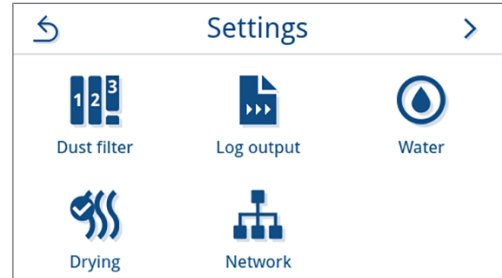 Settings
1 2 3
Dust filter
Log output
Water
Drying
Network